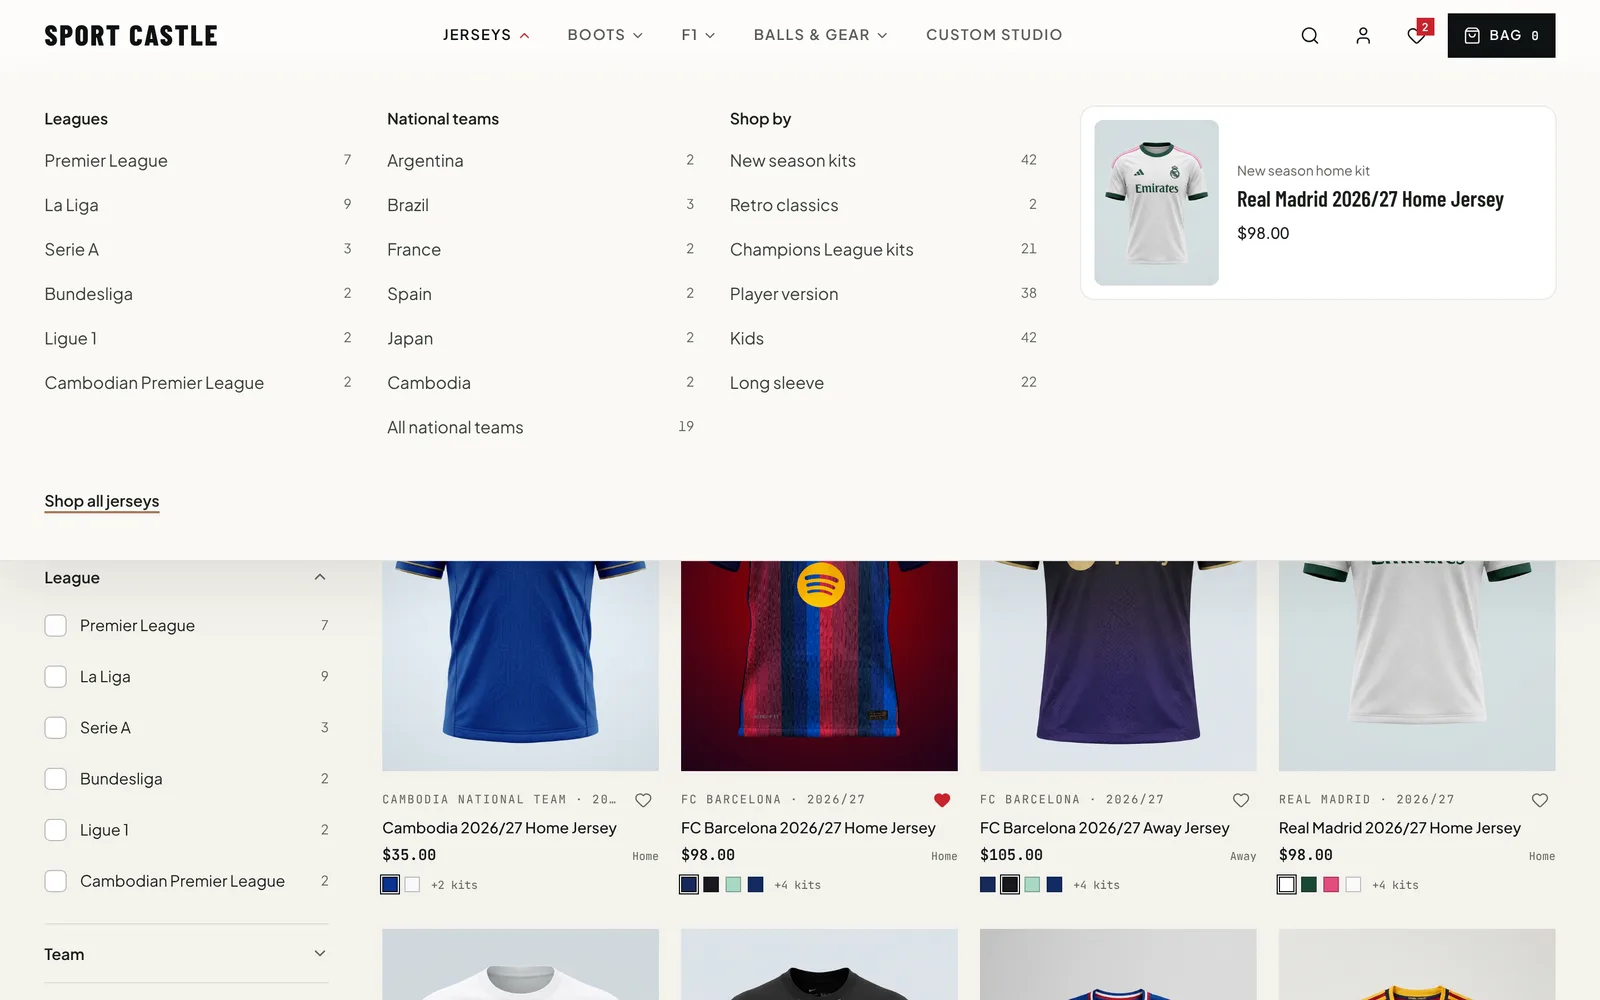 SPORT CASTLE
JERSEYS
BOOTS
F1
BALLS & GEAR
CUSTOM STUDIO
2
BAG 0
Leagues
Premier League 7
La Liga 9
Serie A 3
Bundesliga 2
Ligue 1 2
Cambodian Premier League 2
National teams
Argentina 2
Brazil 3
France 2
Spain 2
Japan 2
Cambodia 2
All national teams 19
Shop by
New season kits 42
Retro classics 2
Champions League kits 21
Player version 38
Kids 42
Long sleeve 22
Emirates
New season home kit
Real Madrid 2026/27 Home Jersey
$98.00
Shop all jerseys
League
Premier League 7
La Liga 9
Serie A 3
Bundesliga 2
Ligue 1 2
Cambodian Premier League 2
Team
CAMBODIA NATIONAL TEAM · 20…
Cambodia 2026/27 Home Jersey
$35.00 Home
+2 kits
FC BARCELONA · 2026/27
FC Barcelona 2026/27 Home Jersey
$98.00 Home
+4 kits
FC BARCELONA · 2026/27
FC Barcelona 2026/27 Away Jersey
$105.00 Away
+4 kits
REAL MADRID · 2026/27
Real Madrid 2026/27 Home Jersey
$98.00 Home
+4 kits